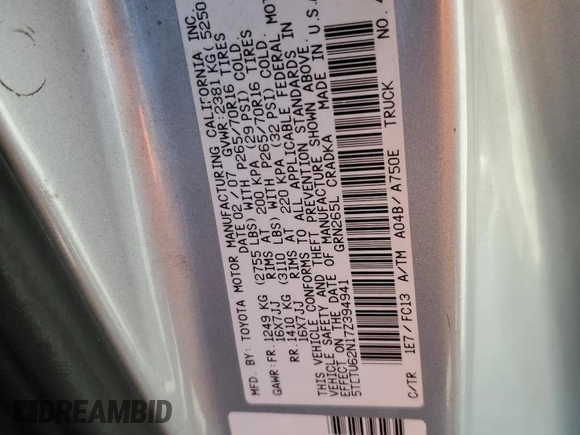 MFD. BY: TOYOTA MOTOR MANUFACTURING CALIFORNIA INC.
DATE 02 / 07 GVWR: 2381 KG( 5250
GAWR: FR: 1249 KG (2755 LBS) WITH P265/70R16 TIRES
16X7JJ RIMS AT 200 KPA (29 PSI) COLD.
RR: 1410 KG (3110 LBS) WITH P265/70R16 TIRES
16X7JJ RIMS AT 220 KPA (32 PSI) COLD.
THIS VEHICLE CONFORMS TO ALL APPLICABLE FEDERAL MOT
VEHICLE SAFETY AND THEFT PREVENTION STANDARDS IN
EFFECT ON THE DATE OF MANUFACTURE SHOWN ABOVE.
5TETU62N17Z394941 GRN265L CRADKA MADE IN U.S.A
C/TR 1E7 / FC13 A/TM A04B/ A750E TRUCK NO.
DREAMBID